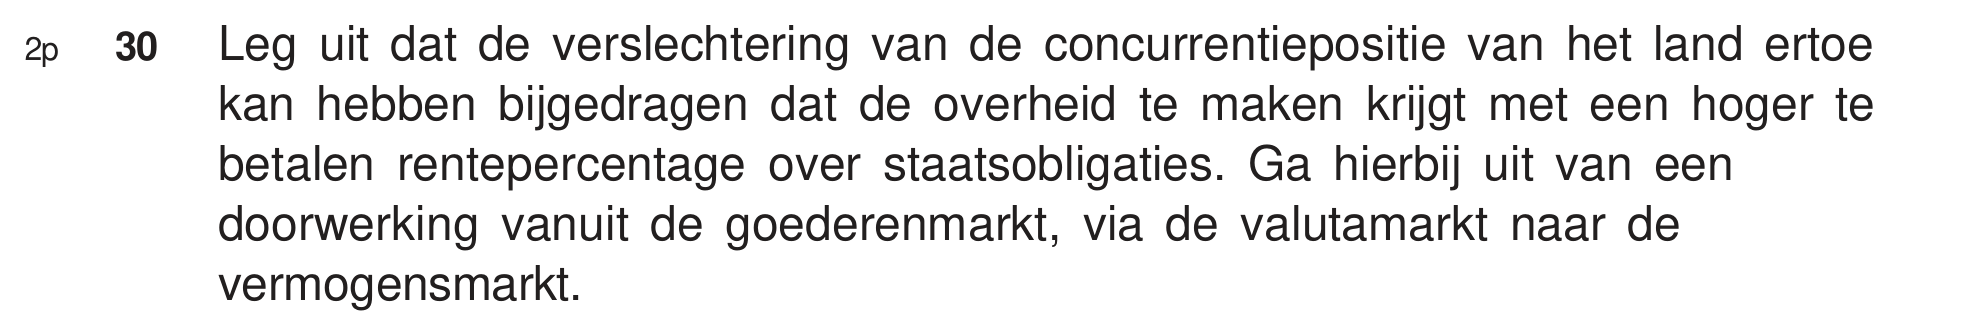 2p 30 Leg uit dat de verslechtering van de concurrentiepositie van het land ertoe
kan hebben bijgedragen dat de overheid te maken krijgt met een hoger te
betalen rentepercentage over staatsobligaties. Ga hierbij uit van een
doorwerking vanuit de goederenmarkt, via de valutamarkt naar de
vermogensmarkt.